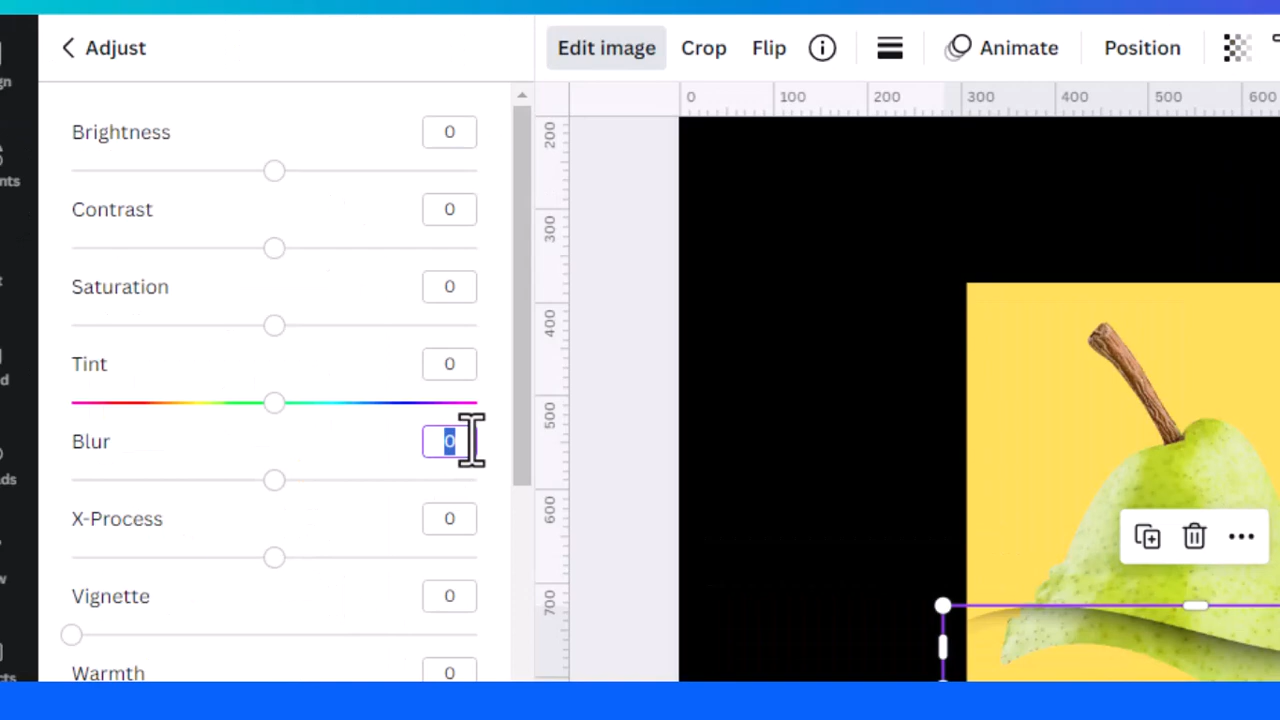 Adjust
Edit image Crop Flip Animate Position
0 100 200 300 400 500 600
Brightness 0
Contrast 0
Saturation 0
Tint 0
Blur 0
X-Process 0
Vignette 0
Warmth 0
200
300
400
500
600
700